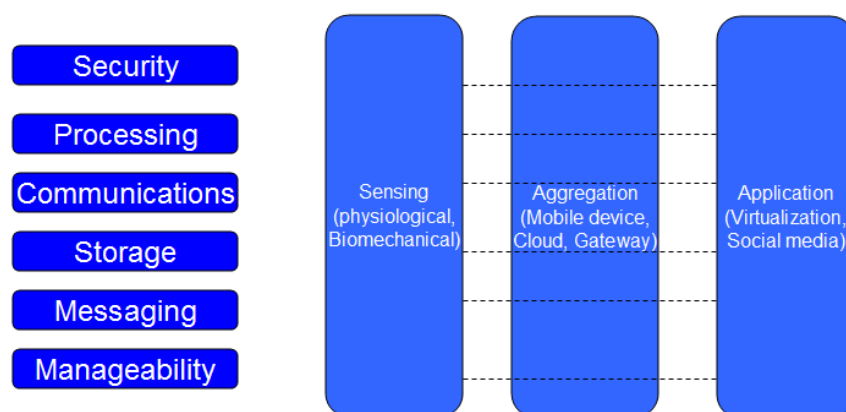 Security
Processing
Communications
Storage
Messaging
Manageability
Sensing
(physiological,
Biomechanical)
Aggregation
(Mobile device,
Cloud, Gateway)
Application
(Virtualization,
Social media)